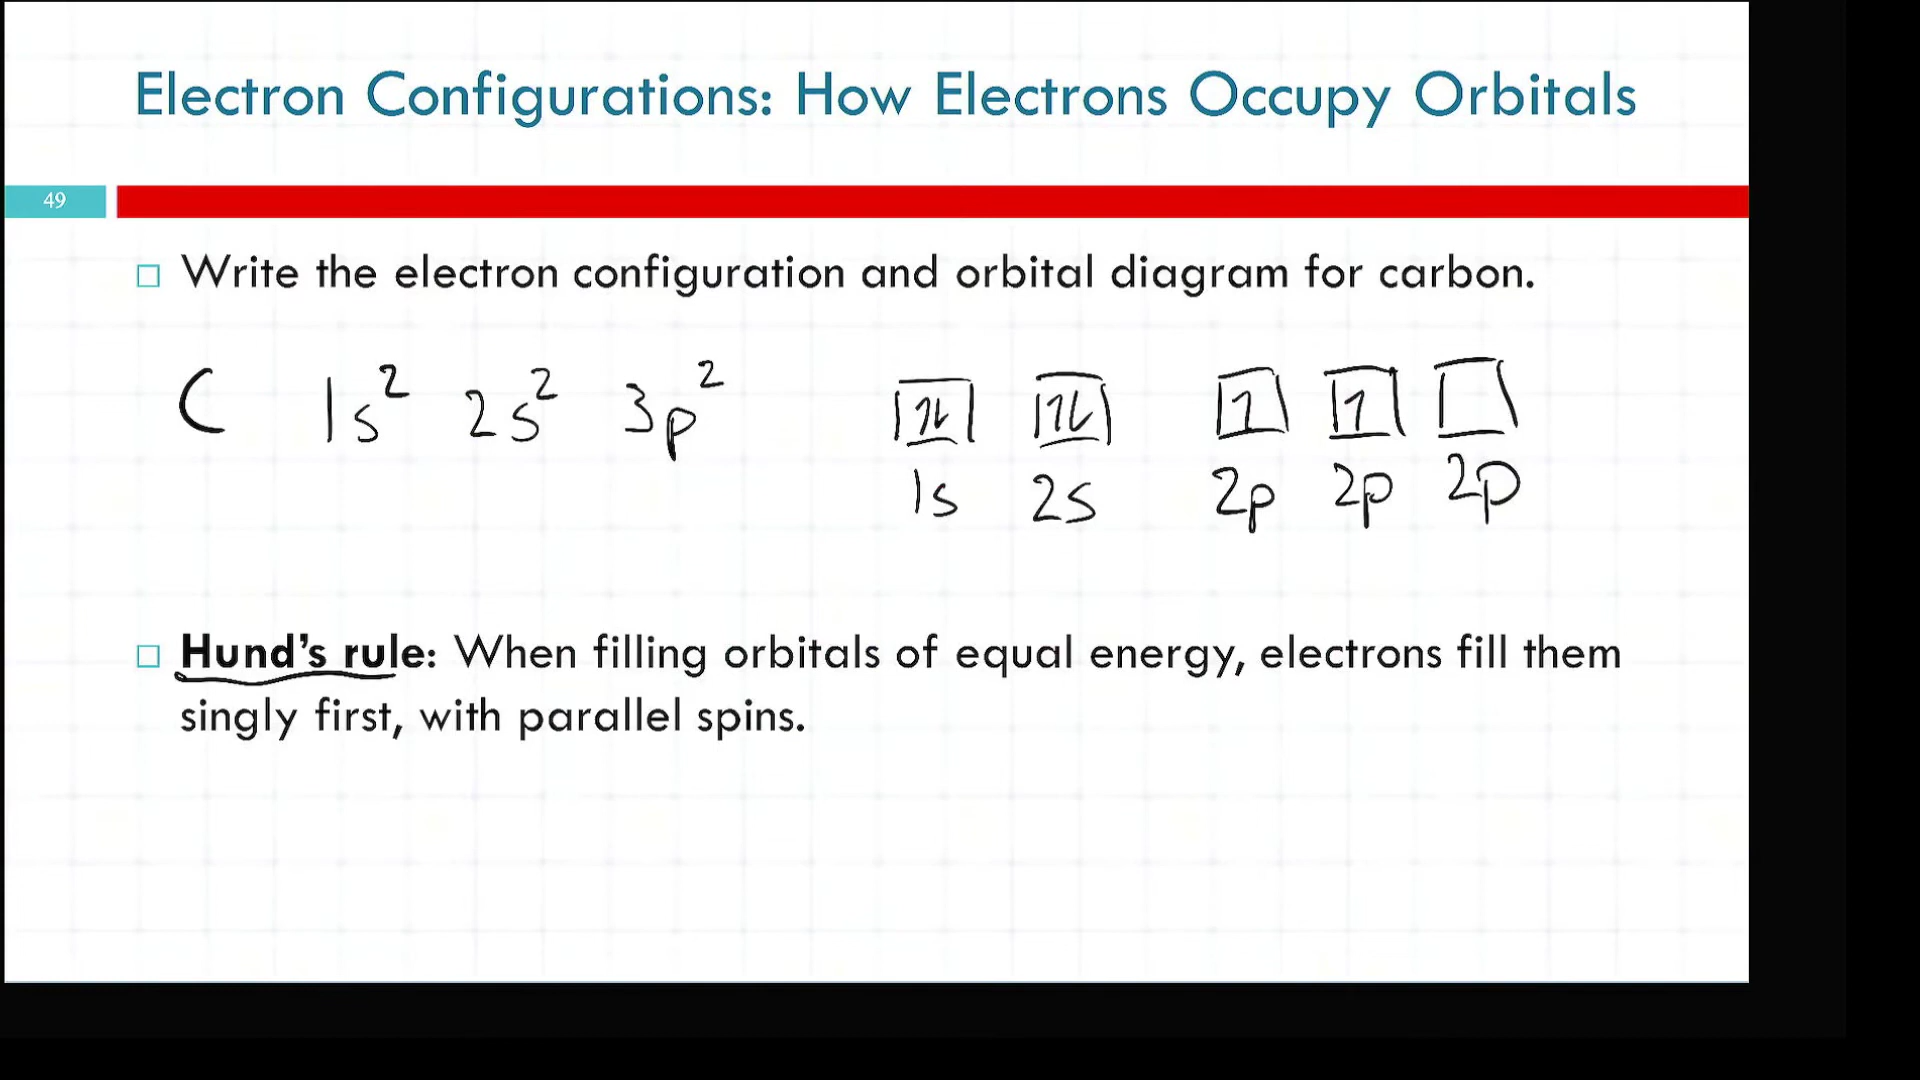 Electron Configurations: How Electrons Occupy Orbitals
49
□ Write the electron configuration and orbital diagram for carbon.
C 1s² 2s² 3p² [↑↓] [↑↓] [↑] [↑] [ ]
1s 2s 2p 2p 2p
□ Hund’s rule: When filling orbitals of equal energy, electrons fill them
singly first, with parallel spins.